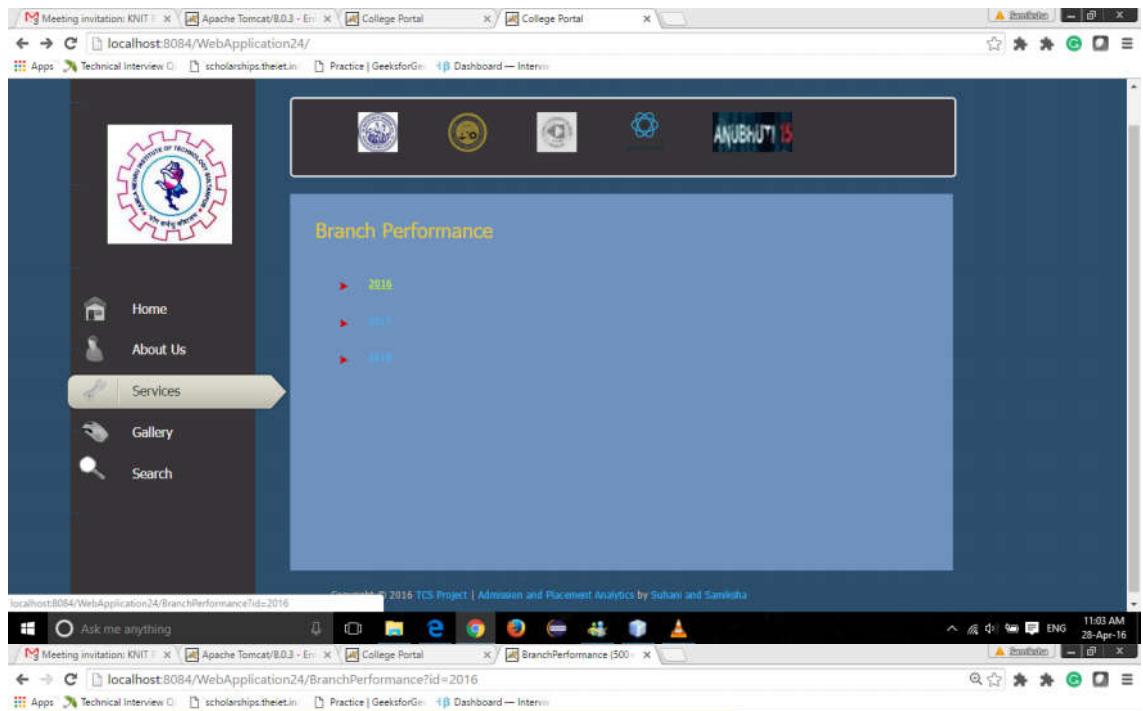 Meeting invitation: KNIT
Apache Tomcat/8.0.3 - Er
College Portal
College Portal
localhost:8084/WebApplication24/
Apps
Technical Interview Q
scholarships.theiet.in
Practice | GeeksforGe
Dashboard — Interv
ANUBHUTI 15
Branch Performance
2016
Home
About Us
Services
Gallery
Search
2016 TCS Project | Admission and Placement Analytics by Suhani and Samiksha
localhost:8084/WebApplication24/BranchPerformance?id=2016
Ask me anything
ENG
11:03 AM
28-Apr-16
Meeting invitation: KNIT
Apache Tomcat/8.0.3 - Er
College Portal
BranchPerformance (500
localhost:8084/WebApplication24/BranchPerformance?id=2016
Apps
Technical Interview Q
scholarships.theiet.in
Practice | GeeksforGe
Dashboard — Interv